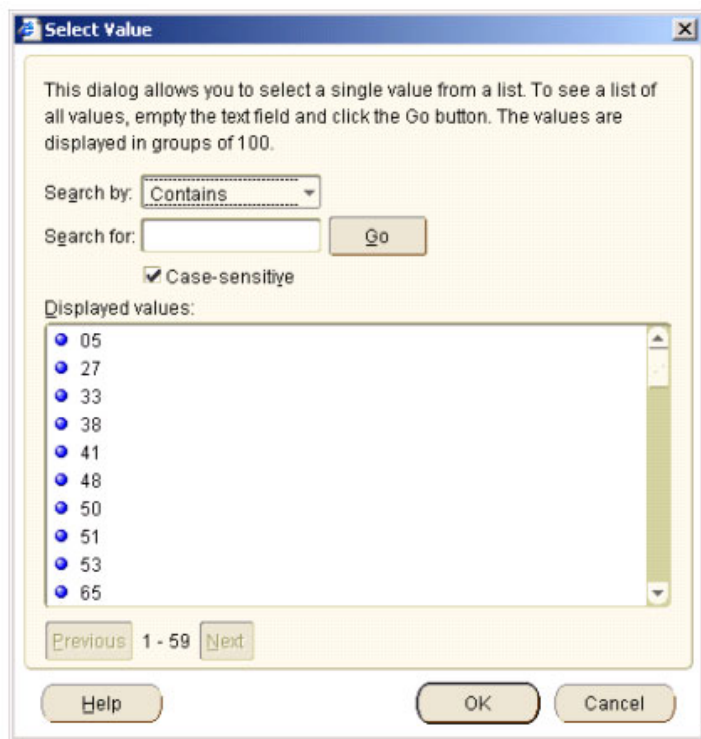 Select Value
This dialog allows you to select a single value from a list. To see a list of
all values, empty the text field and click the Go button. The values are
displayed in groups of 100.
Search by: Contains
Search for: Go
Case-sensitive
Displayed values:
05
27
33
38
41
48
50
51
53
65
Previous 1 - 59 Next
Help OK Cancel